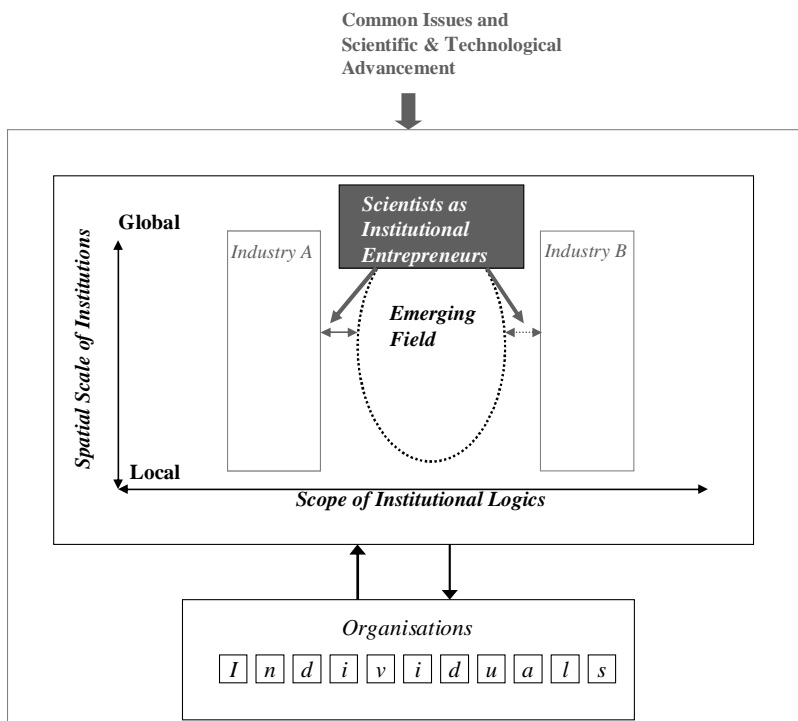 Common Issues and
Scientific & Technological
Advancement
Scientists as
Institutional
Entrepreneurs
Global
Industry A
Industry B
Emerging
Field
Spatial Scale of Institutions
Local
Scope of Institutional Logics
Organisations
I n d i v i d u a l s